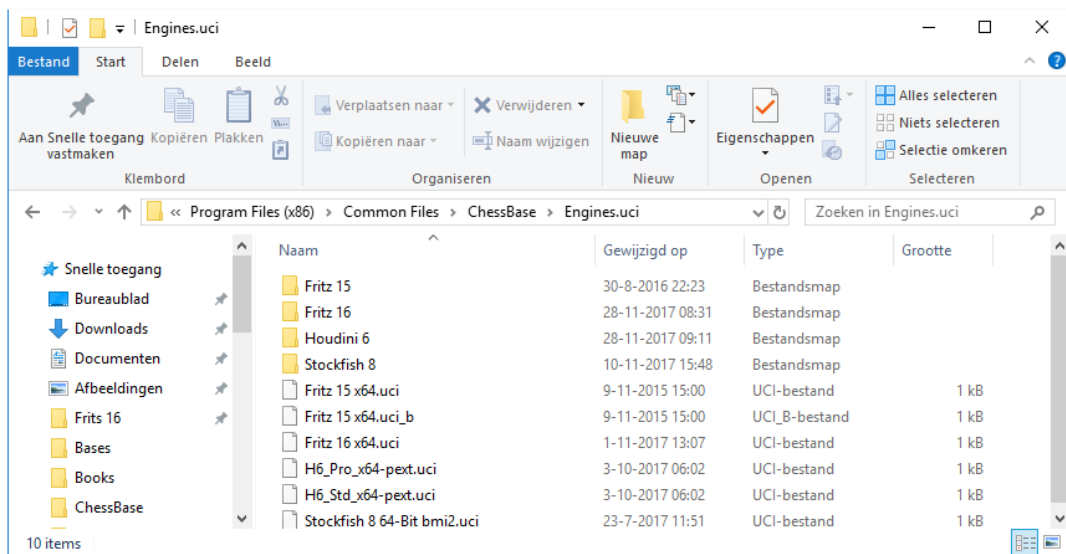 Engines.uci
Bestand Start Delen Beeld
Aan Snelle toegang vastmaken
Kopiëren
Plakken
Klembord
Verplaatsen naar
Kopiëren naar
Verwijderen
Naam wijzigen
Organiseren
Nieuwe map
Nieuw
Eigenschappen
Openen
Alles selecteren
Niets selecteren
Selectie omkeren
Selecteren
« Program Files (x86) > Common Files > ChessBase > Engines.uci
Zoeken in Engines.uci
Snelle toegang
Bureaublad
Downloads
Documenten
Afbeeldingen
Frits 16
Bases
Books
ChessBase
Naam Gewijzigd op Type Grootte
Fritz 15 30-8-2016 22:23 Bestandsmap
Fritz 16 28-11-2017 08:31 Bestandsmap
Houdini 6 28-11-2017 09:11 Bestandsmap
Stockfish 8 10-11-2017 15:48 Bestandsmap
Fritz 15 x64.uci 9-11-2015 15:00 UCI-bestand 1 kB
Fritz 15 x64.uci_b 9-11-2015 15:00 UCI_B-bestand 1 kB
Fritz 16 x64.uci 1-11-2017 13:07 UCI-bestand 1 kB
H6_Pro_x64-pext.uci 3-10-2017 06:02 UCI-bestand 1 kB
H6_Std_x64-pext.uci 3-10-2017 06:02 UCI-bestand 1 kB
Stockfish 8 64-Bit bmi2.uci 23-7-2017 11:51 UCI-bestand 1 kB
10 items